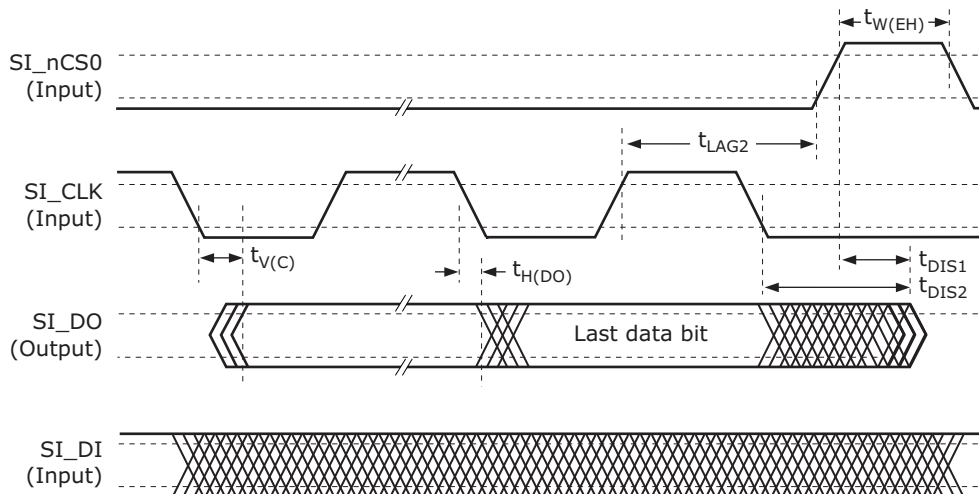 tW(EH)
SI_nCS0
(Input)
tLAG2
SI_CLK
(Input)
tV(C)
tH(DO)
tDIS1
tDIS2
SI_DO
(Output)
Last data bit
SI_DI
(Input)